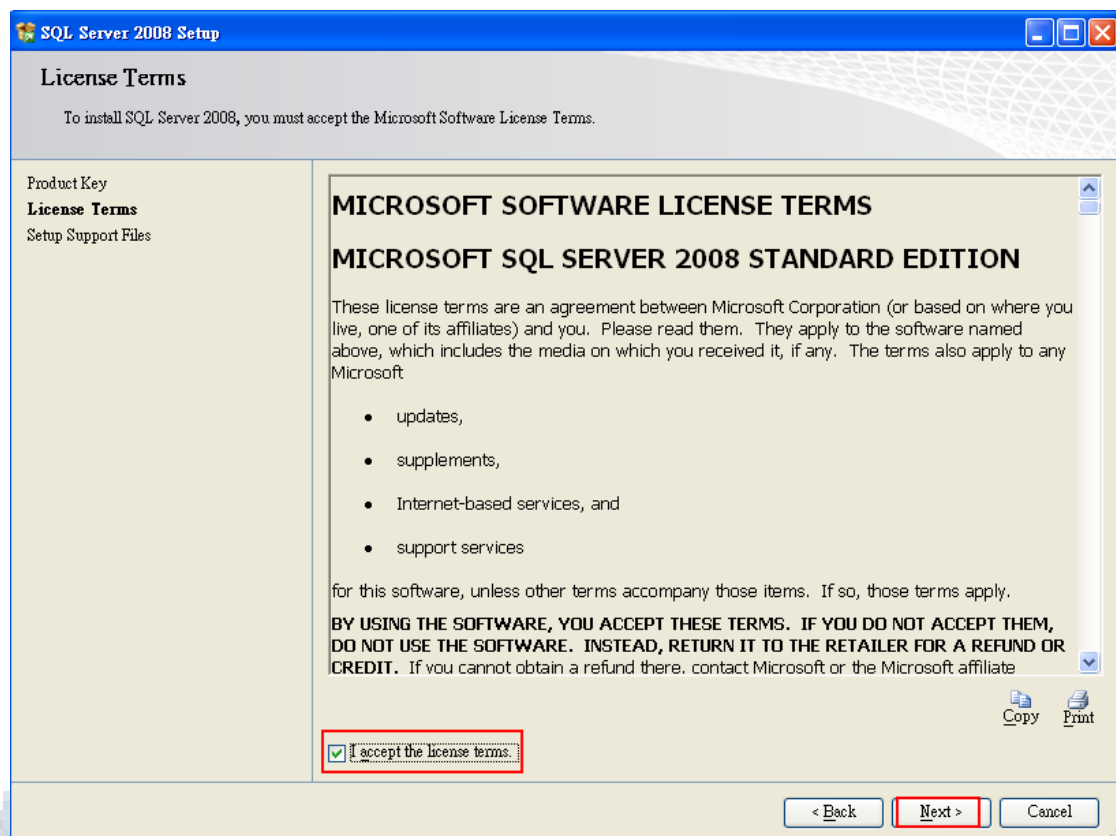 SQL Server 2008 Setup
License Terms
To install SQL Server 2008, you must accept the Microsoft Software License Terms.
Product Key
License Terms
Setup Support Files
MICROSOFT SOFTWARE LICENSE TERMS
MICROSOFT SQL SERVER 2008 STANDARD EDITION
These license terms are an agreement between Microsoft Corporation (or based on where you
live, one of its affiliates) and you. Please read them. They apply to the software named
above, which includes the media on which you received it, if any. The terms also apply to any
Microsoft
• updates,
• supplements,
• Internet-based services, and
• support services
for this software, unless other terms accompany those items. If so, those terms apply.
BY USING THE SOFTWARE, YOU ACCEPT THESE TERMS. IF YOU DO NOT ACCEPT THEM,
DO NOT USE THE SOFTWARE. INSTEAD, RETURN IT TO THE RETAILER FOR A REFUND OR
CREDIT. If you cannot obtain a refund there, contact Microsoft or the Microsoft affiliate
Copy Print
I accept the license terms.
< Back Next > Cancel